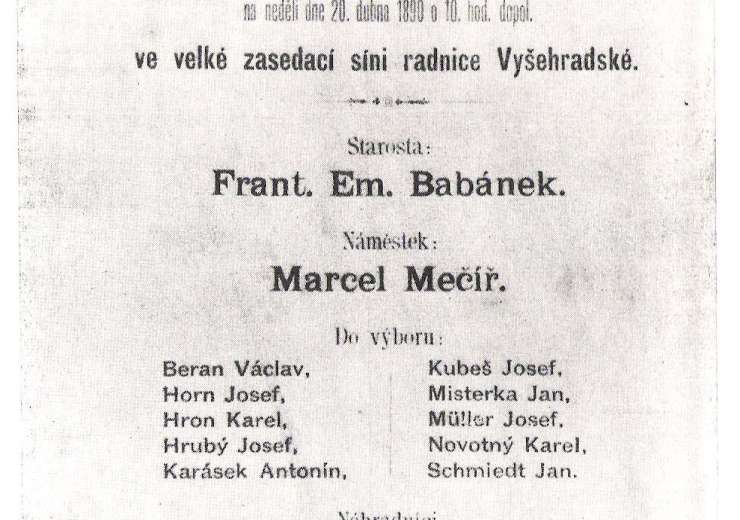 na neděli dne 20. dubna 1890 o 10. hod. dopol.
ve velké zasedací síni radnice Vyšehradské.
Starosta:
Frant. Em. Babánek.
Náměstek:
Marcel Mečíř.
Do výboru:
Beran Václav,
Horn Josef,
Hron Karel,
Hrubý Josef,
Karásek Antonín,
Kubeš Josef,
Misterka Jan,
Müller Josef,
Novotný Karel,
Schmiedt Jan.
Náhradníci